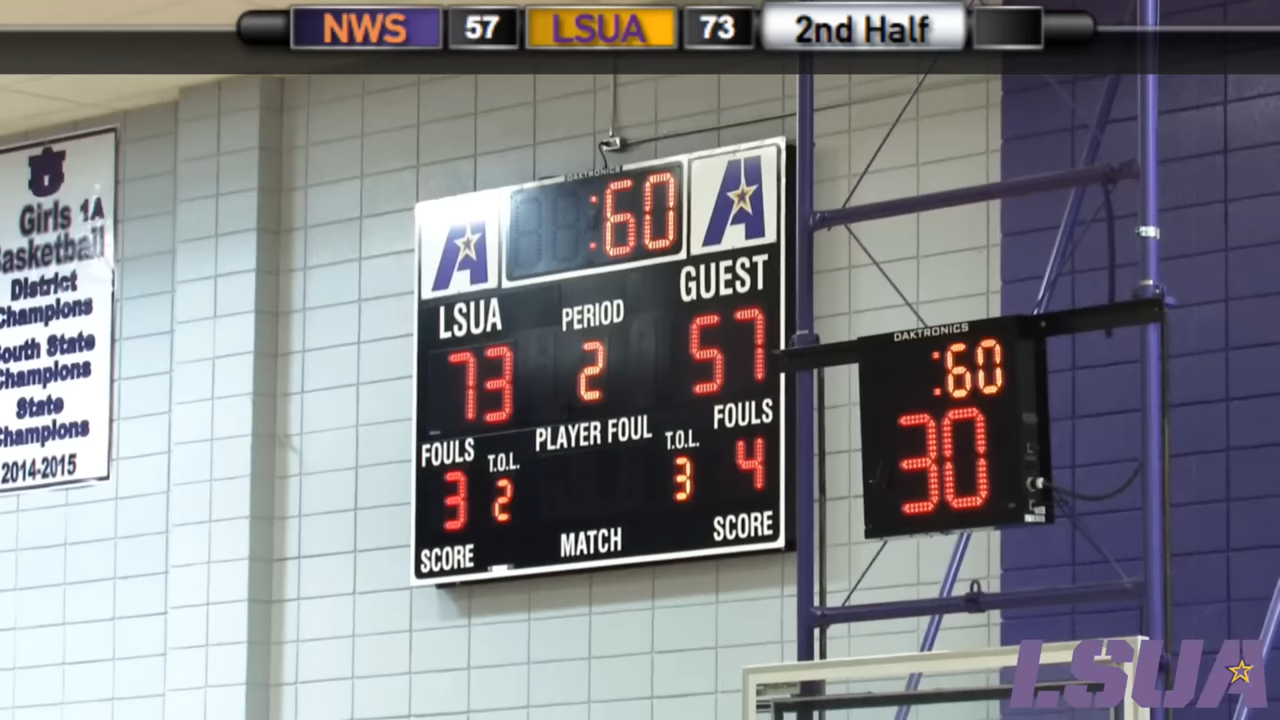 NWS 57 LSUA 73 2nd Half
Girls 1A
Basketball
District
Champions
South State
Champions
State
Champions
2014-2015
DAKTRONICS
:60
LSUA PERIOD GUEST
73 2 57
FOULS T.O.L. PLAYER FOUL T.O.L. FOULS
3 2 3 4
SCORE MATCH SCORE
DAKTRONICS
:60
30
LSUA